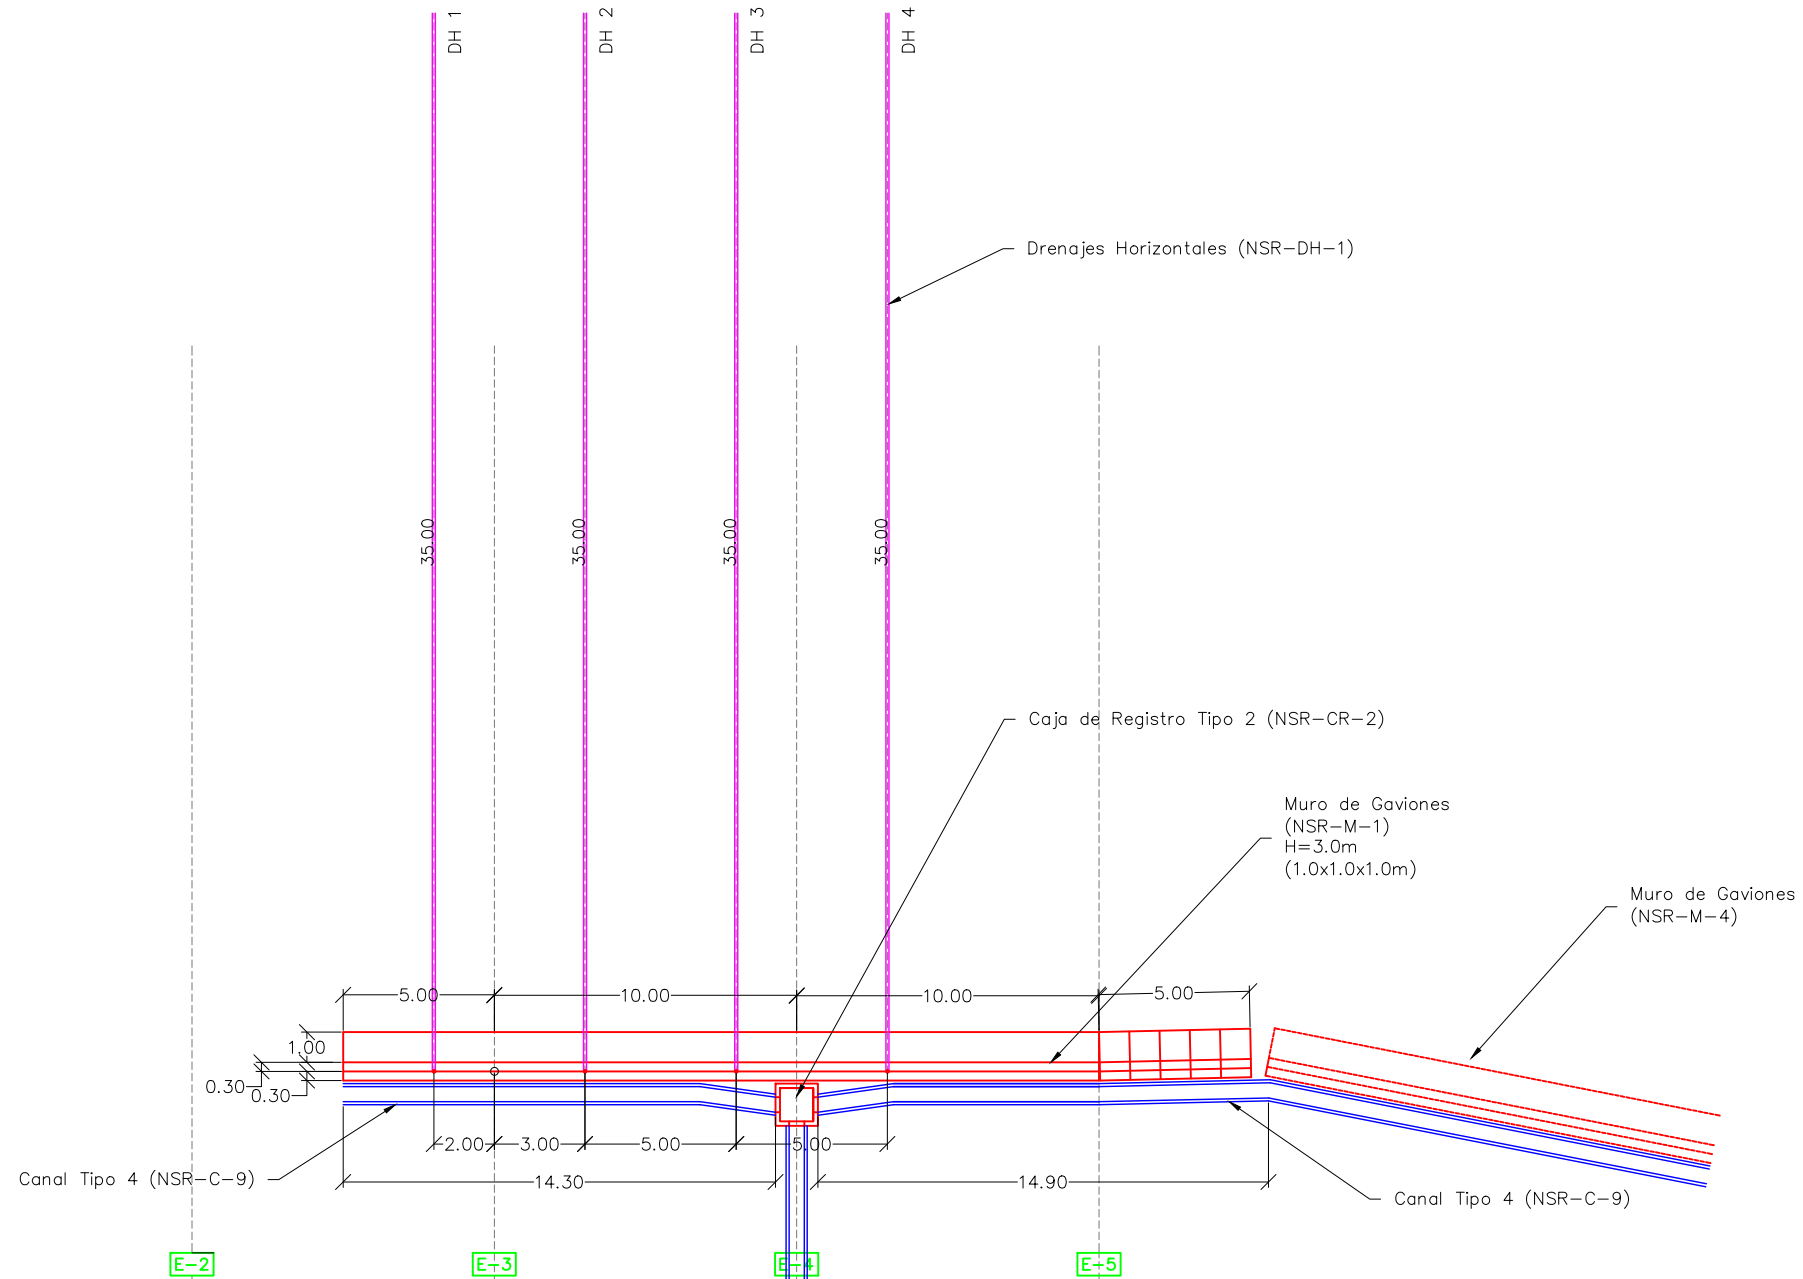 DH 1
DH 2
DH 3
DH 4
Drenajes Horizontales (NSR-DH-1)
35.00
35.00
35.00
35.00
Caja de Registro Tipo 2 (NSR-CR-2)
Muro de Gaviones
(NSR-M-1)
H=3.0m
(1.0x1.0x1.0m)
Muro de Gaviones
(NSR-M-4)
5.00
10.00
10.00
5.00
1.00
0.30
0.30
2.00
3.00
5.00
5.00
Canal Tipo 4 (NSR-C-9)
14.30
14.90
Canal Tipo 4 (NSR-C-9)
E-2
E-3
E-4
E-5